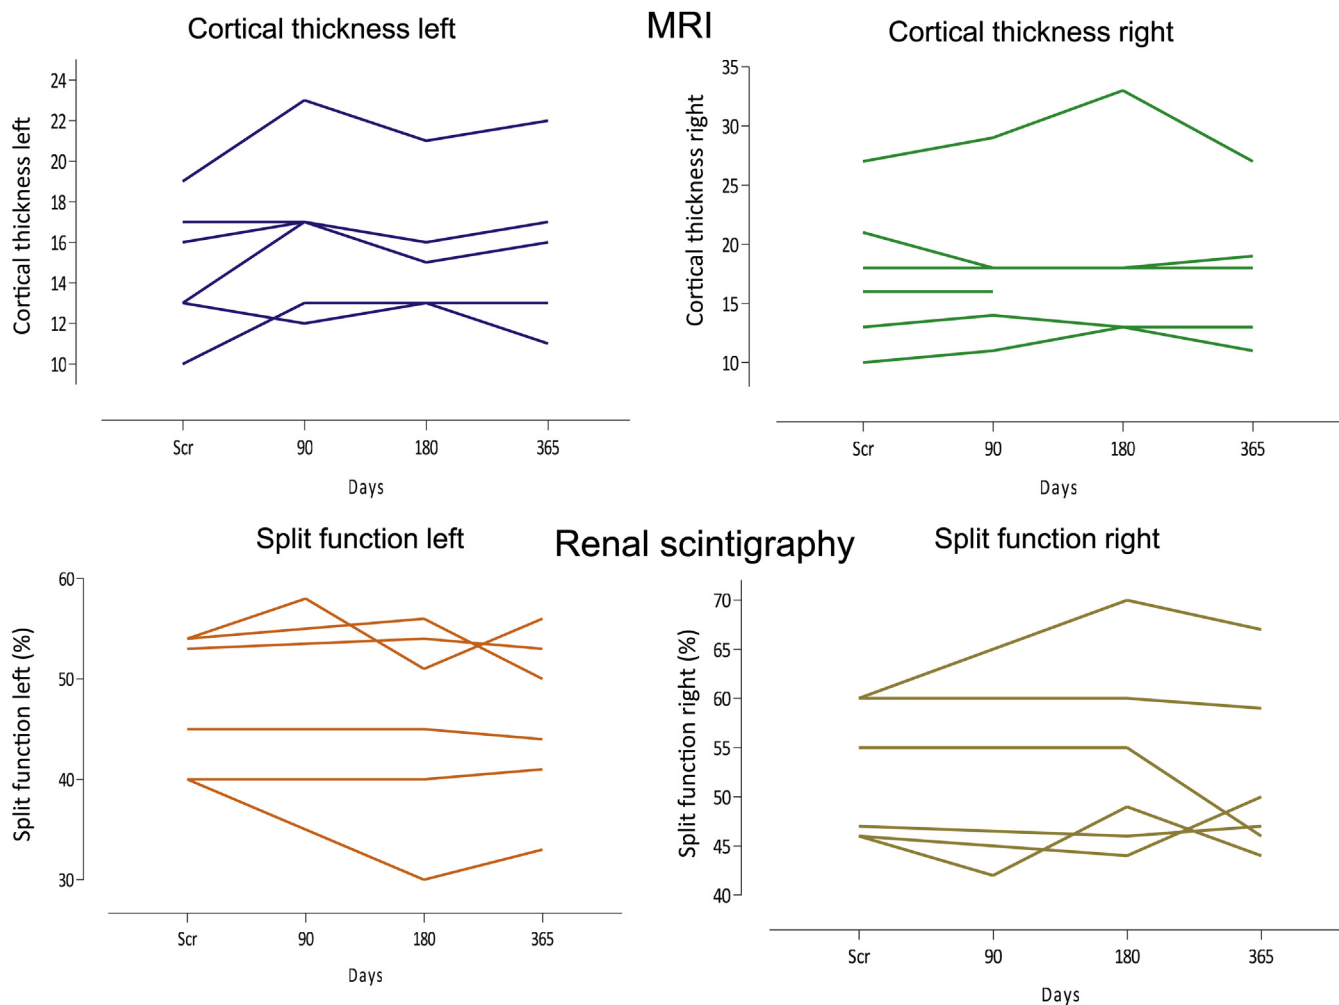 Cortical thickness left
MRI
Cortical thickness right
Cortical thickness left
24
22
20
18
16
14
12
10
Scr 90 180 365
Days
Cortical thickness right
35
30
25
20
15
10
Scr 90 180 365
Days
Split function left
Renal scintigraphy
Split function right
Split function left (%)
60
50
40
30
Scr 90 180 365
Days
Split function right (%)
70
65
60
55
50
45
40
Scr 90 180 365
Days